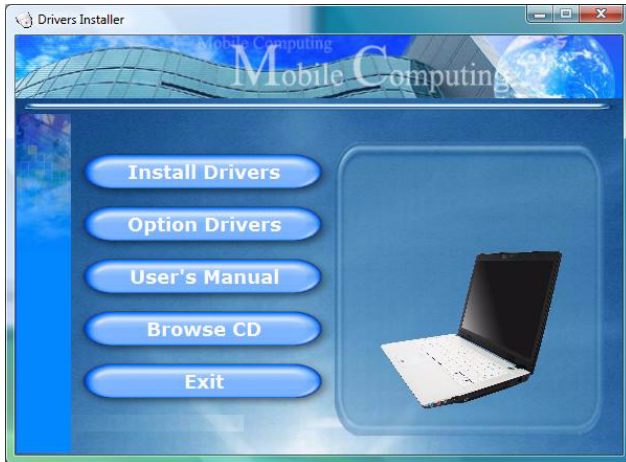 Drivers Installer
Mobile Computing
Mobile Computing
Install Drivers
Option Drivers
User's Manual
Browse CD
Exit